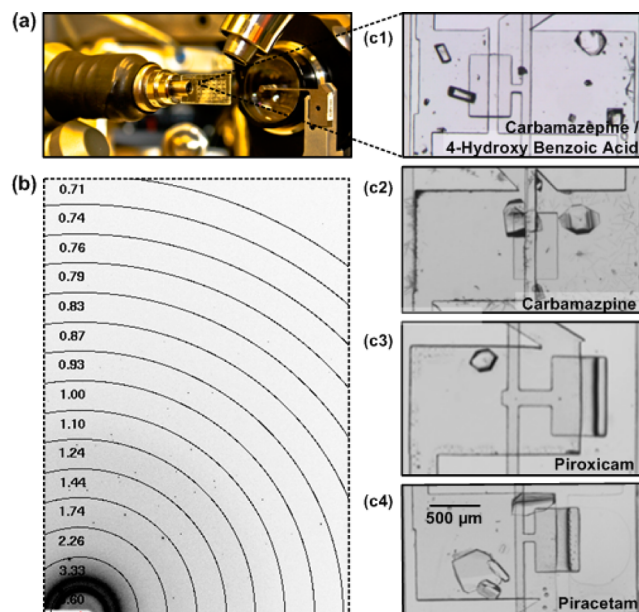 (a)
(c1)
Carbamazepine /
4-Hydroxy Benzoic Acid
(b)
0.71
0.74
0.76
0.79
0.83
0.87
0.93
1.00
1.10
1.24
1.44
1.74
2.26
3.33
.60
(c2)
Carbamazpine
(c3)
Piroxicam
(c4)
500 µm
Piracetam